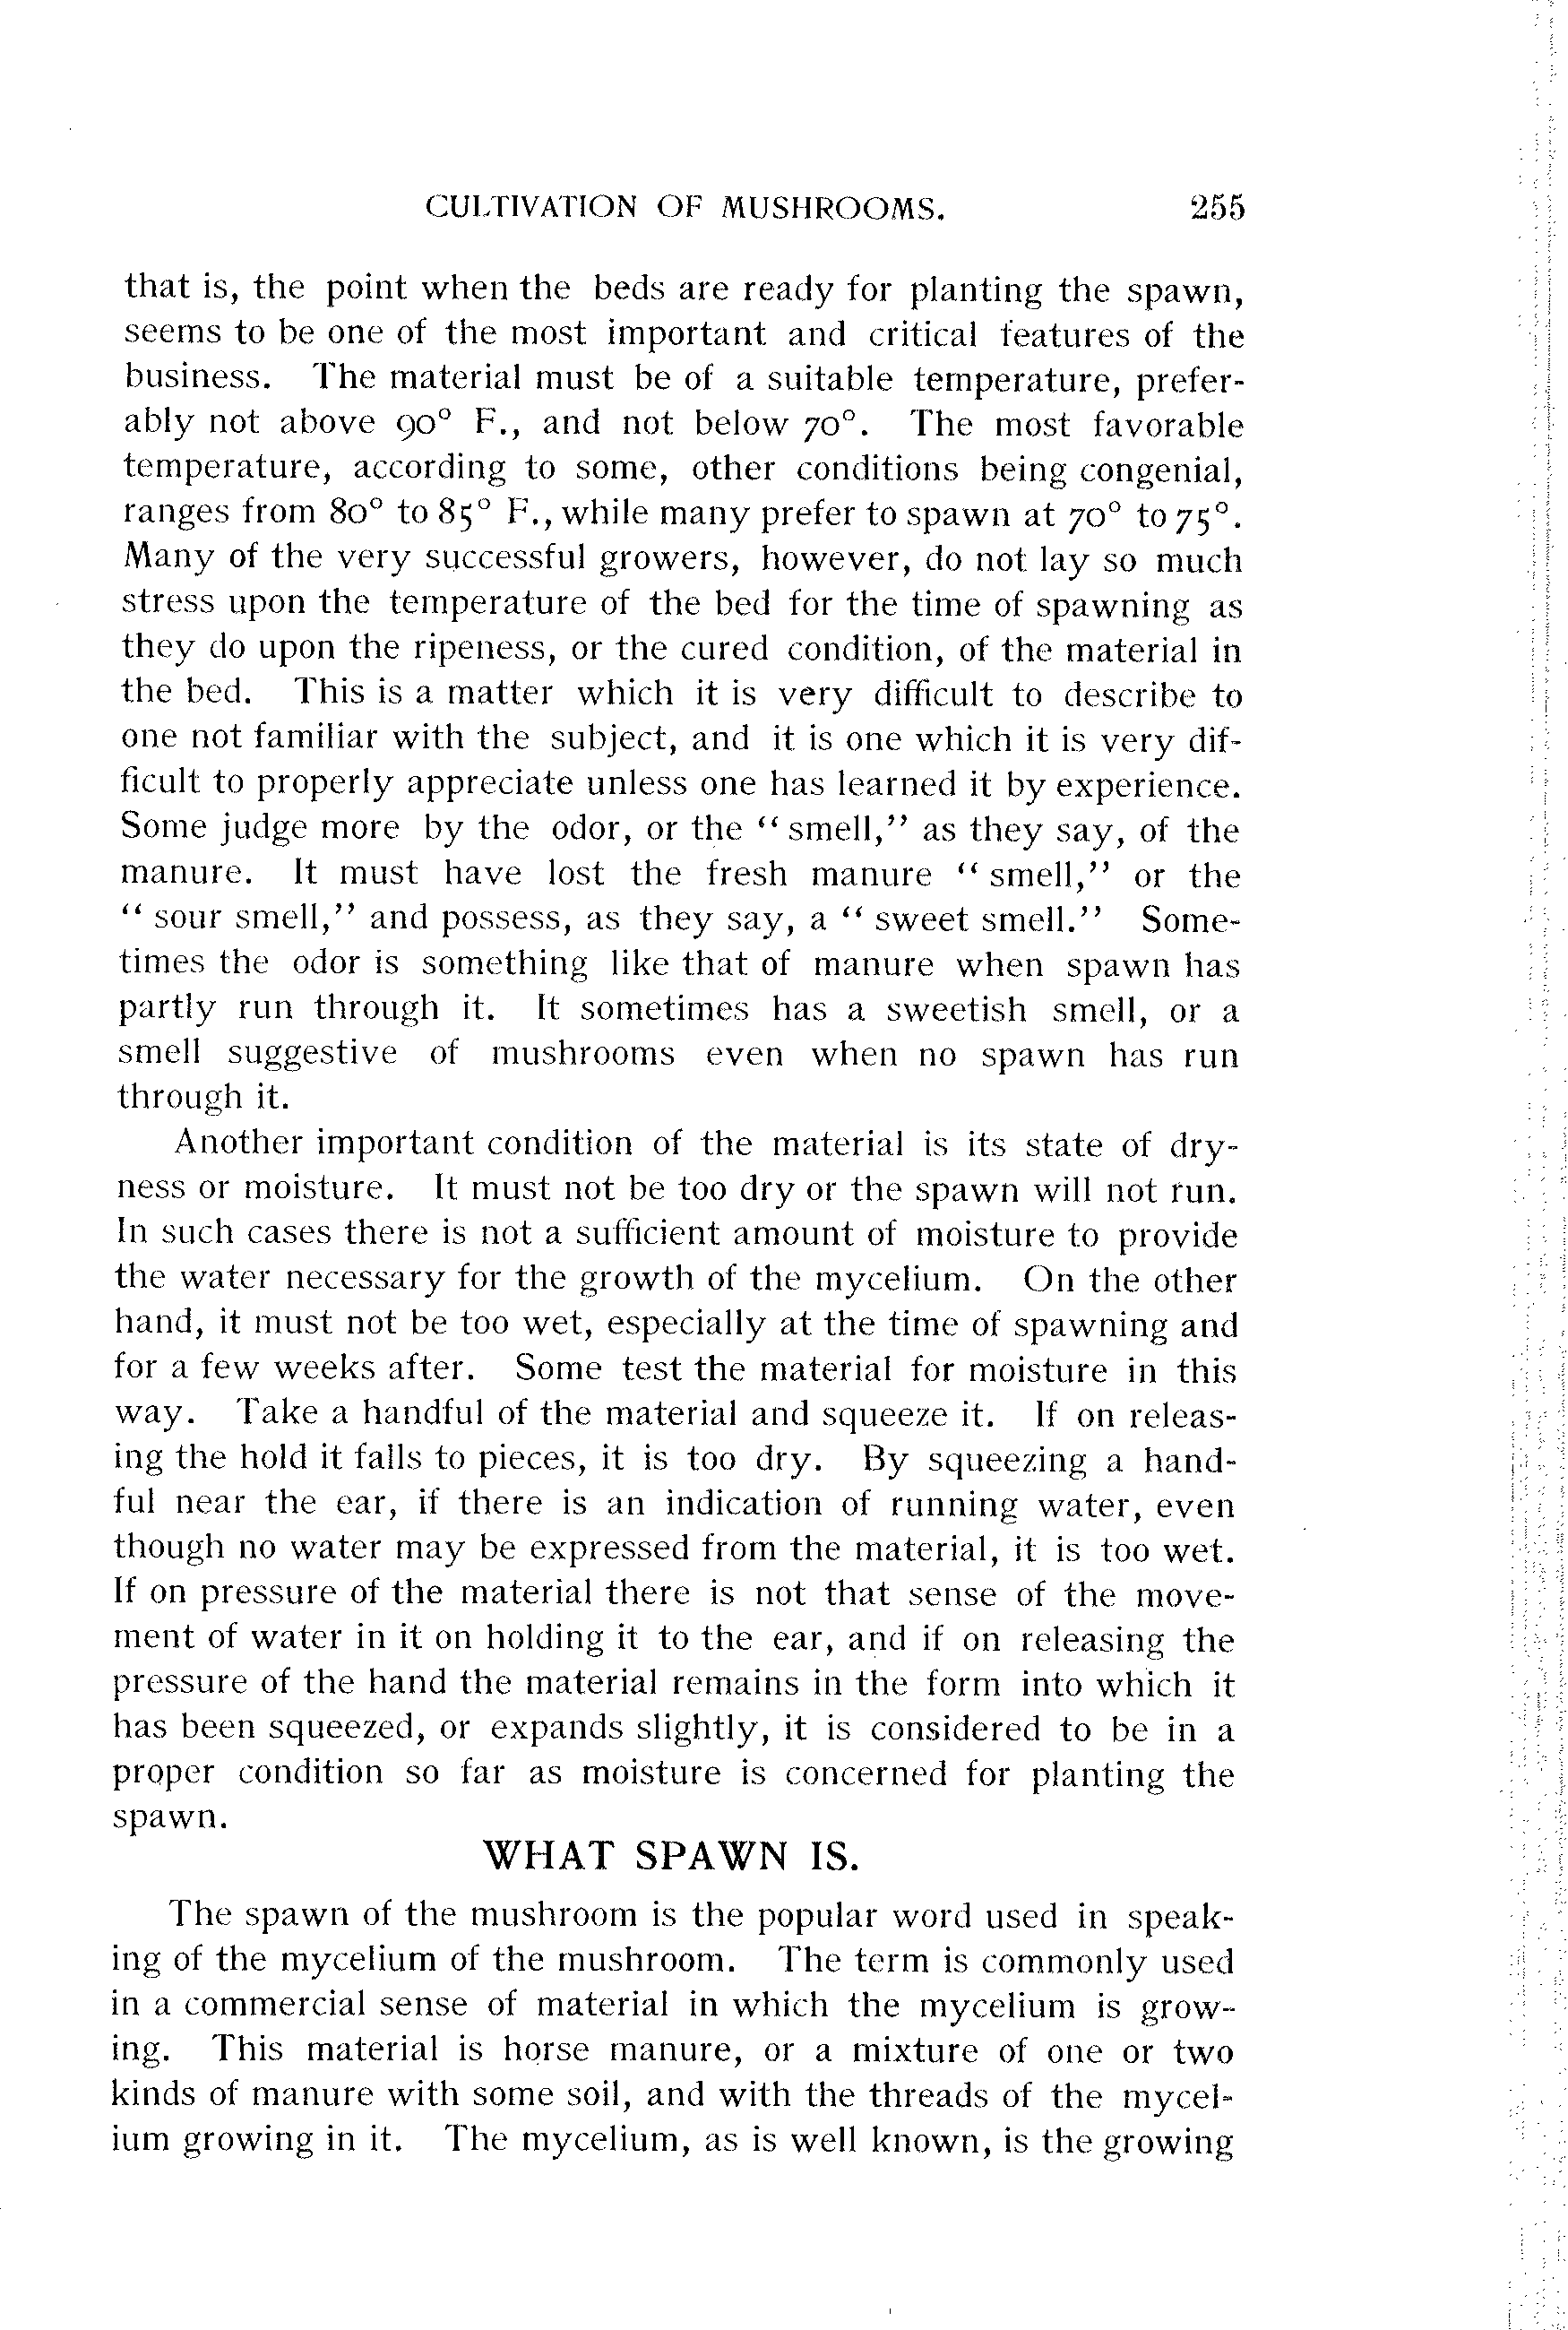 CULTIVATION OF MUSHROOMS. 255
that is, the point when the beds are ready for planting the spawn,
seems to be one of the most important and critical features of the
business. The material must be of a suitable temperature, prefer-
ably not above 90° F., and not below 70°. The most favorable
temperature, according to some, other conditions being congenial,
ranges from 80° to 85° F., while many prefer to spawn at 70° to 75°.
Many of the very successful growers, however, do not lay so much
stress upon the temperature of the bed for the time of spawning as
they do upon the ripeness, or the cured condition, of the material in
the bed. This is a matter which it is very difficult to describe to
one not familiar with the subject, and it is one which it is very dif-
ficult to properly appreciate unless one has learned it by experience.
Some judge more by the odor, or the “ smell,” as they say, of the
manure. It must have lost the fresh manure “ smell,” or the
“ sour smell,” and possess, as they say, a “ sweet smell.” Some-
times the odor is something like that of manure when spawn has
partly run through it. It sometimes has a sweetish smell, or a
smell suggestive of mushrooms even when no spawn has run
through it.
Another important condition of the material is its state of dry-
ness or moisture. It must not be too dry or the spawn will not run.
In such cases there is not a sufficient amount of moisture to provide
the water necessary for the growth of the mycelium. On the other
hand, it must not be too wet, especially at the time of spawning and
for a few weeks after. Some test the material for moisture in this
way. Take a handful of the material and squeeze it. If on releas-
ing the hold it falls to pieces, it is too dry. By squeezing a hand-
ful near the ear, if there is an indication of running water, even
though no water may be expressed from the material, it is too wet.
If on pressure of the material there is not that sense of the move-
ment of water in it on holding it to the ear, and if on releasing the
pressure of the hand the material remains in the form into which it
has been squeezed, or expands slightly, it is considered to be in a
proper condition so far as moisture is concerned for planting the
spawn.
WHAT SPAWN IS.
The spawn of the mushroom is the popular word used in speak-
ing of the mycelium of the mushroom. The term is commonly used
in a commercial sense of material in which the mycelium is grow-
ing. This material is horse manure, or a mixture of one or two
kinds of manure with some soil, and with the threads of the mycel-
ium growing in it. The mycelium, as is well known, is the growing